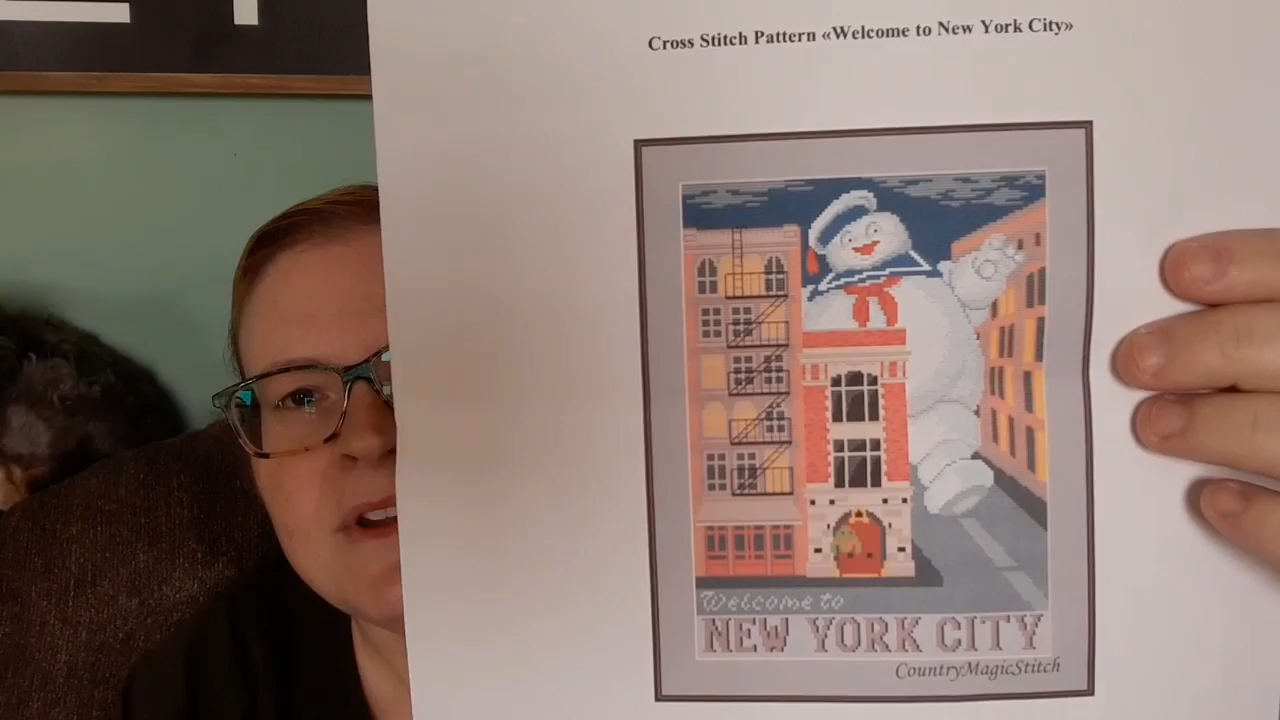 Cross Stitch Pattern «Welcome to New York City»
Welcome to
NEW YORK CITY
CountryMagicStitch